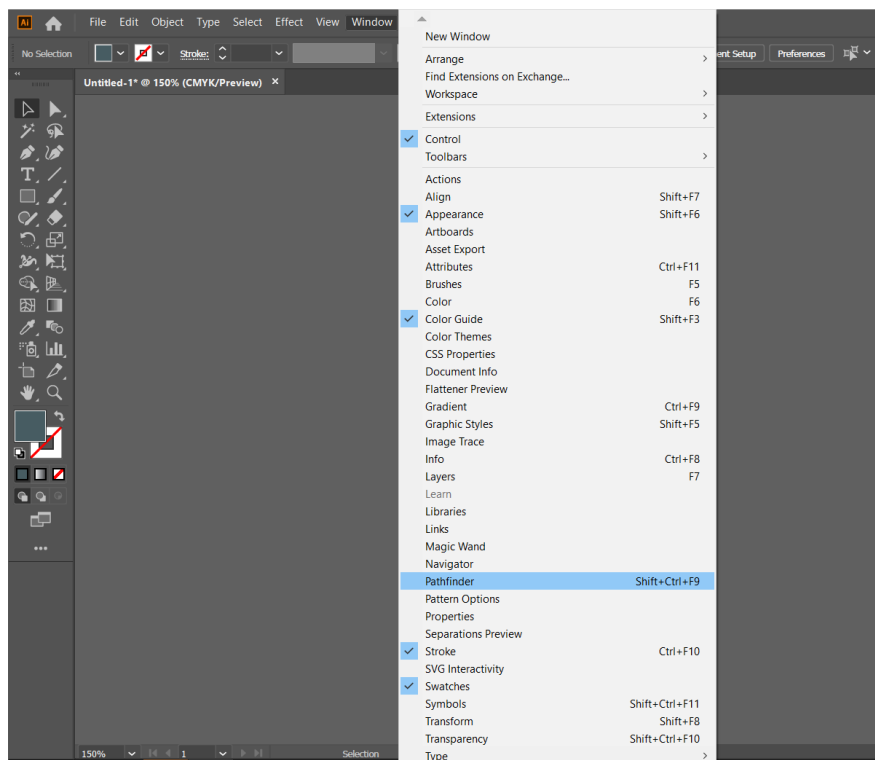 Ai File Edit Object Type Select Effect View Window
No Selection Stroke: ent Setup Preferences
Untitled-1* @ 150% (CMYK/Preview) ×
New Window
Arrange
Find Extensions on Exchange...
Workspace
Extensions
Control
Toolbars
Actions
Align Shift+F7
Appearance Shift+F6
Artboards
Asset Export
Attributes Ctrl+F11
Brushes F5
Color F6
Color Guide Shift+F3
Color Themes
CSS Properties
Document Info
Flattener Preview
Gradient Ctrl+F9
Graphic Styles Shift+F5
Image Trace
Info Ctrl+F8
Layers F7
Learn
Libraries
Links
Magic Wand
Navigator
Pathfinder Shift+Ctrl+F9
Pattern Options
Properties
Separations Preview
Stroke Ctrl+F10
SVG Interactivity
Swatches
Symbols Shift+Ctrl+F11
Transform Shift+F8
Transparency Shift+Ctrl+F10
Type
150% 1 Selection